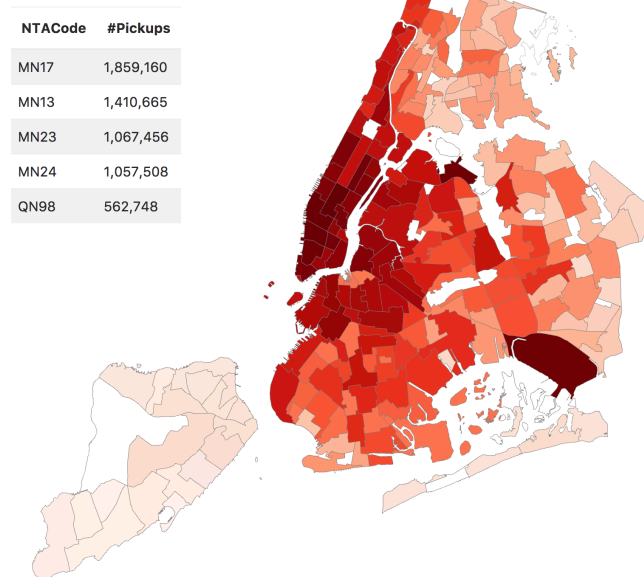 NTACode #Pickups
MN17 1,859,160
MN13 1,410,665
MN23 1,067,456
MN24 1,057,508
QN98 562,748